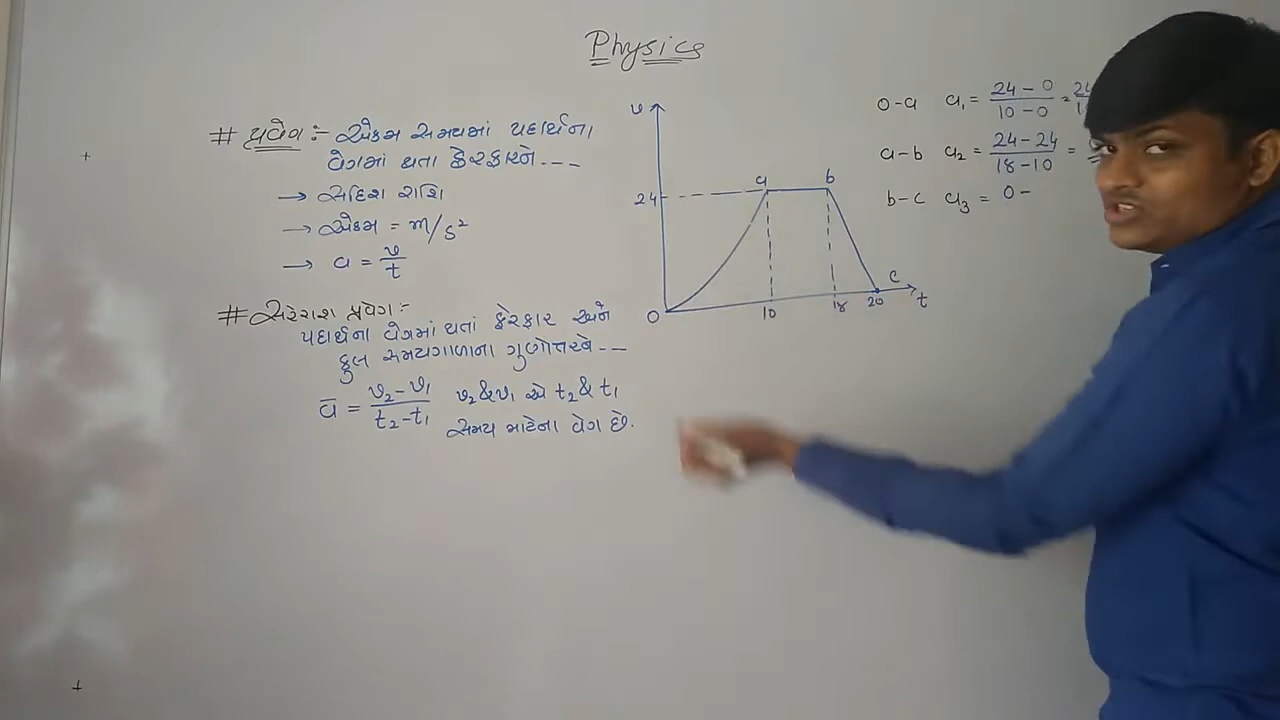 Physics
# પ્રવેગ :- એકમ સમયમાં પદાર્થના
વેગમાં થતા ફેરફારને ---
→ સદિશ રાશિ
→ એકમ = m/s²
→ a = v/t
# સરેરાશ પ્રવેગ :-
પદાર્થના વેગમાં થતાં ફેરફાર અને
કુલ સમયગાળાના ગુણોત્તરને ---
ā = (v₂-v₁)/(t₂-t₁) v₂ & v₁ એ t₂ & t₁
સમય માટેના વેગ છે.
v
24
a b
c
0 10 18 20 t
0-a a₁ = (24-0)/(10-0) =
a-b a₂ = (24-24)/(18-10) =
b-c a₃ = 0-